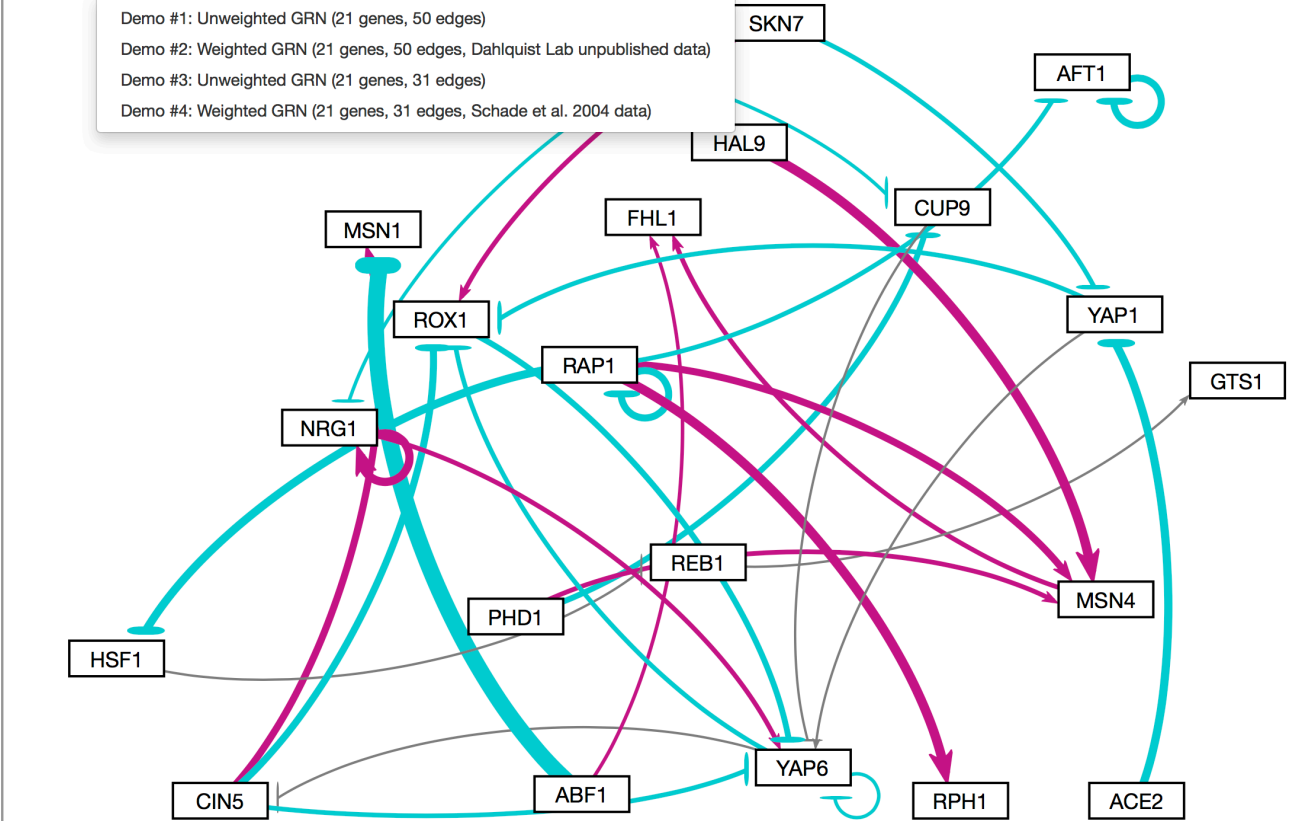 Demo #1: Unweighted GRN (21 genes, 50 edges)
Demo #2: Weighted GRN (21 genes, 50 edges, Dahlquist Lab unpublished data)
Demo #3: Unweighted GRN (21 genes, 31 edges)
Demo #4: Weighted GRN (21 genes, 31 edges, Schade et al. 2004 data)
SKN7
AFT1
HAL9
CUP9
FHL1
MSN1
ROX1
YAP1
RAP1
GTS1
NRG1
REB1
MSN4
PHD1
HSF1
YAP6
CIN5
ABF1
RPH1
ACE2